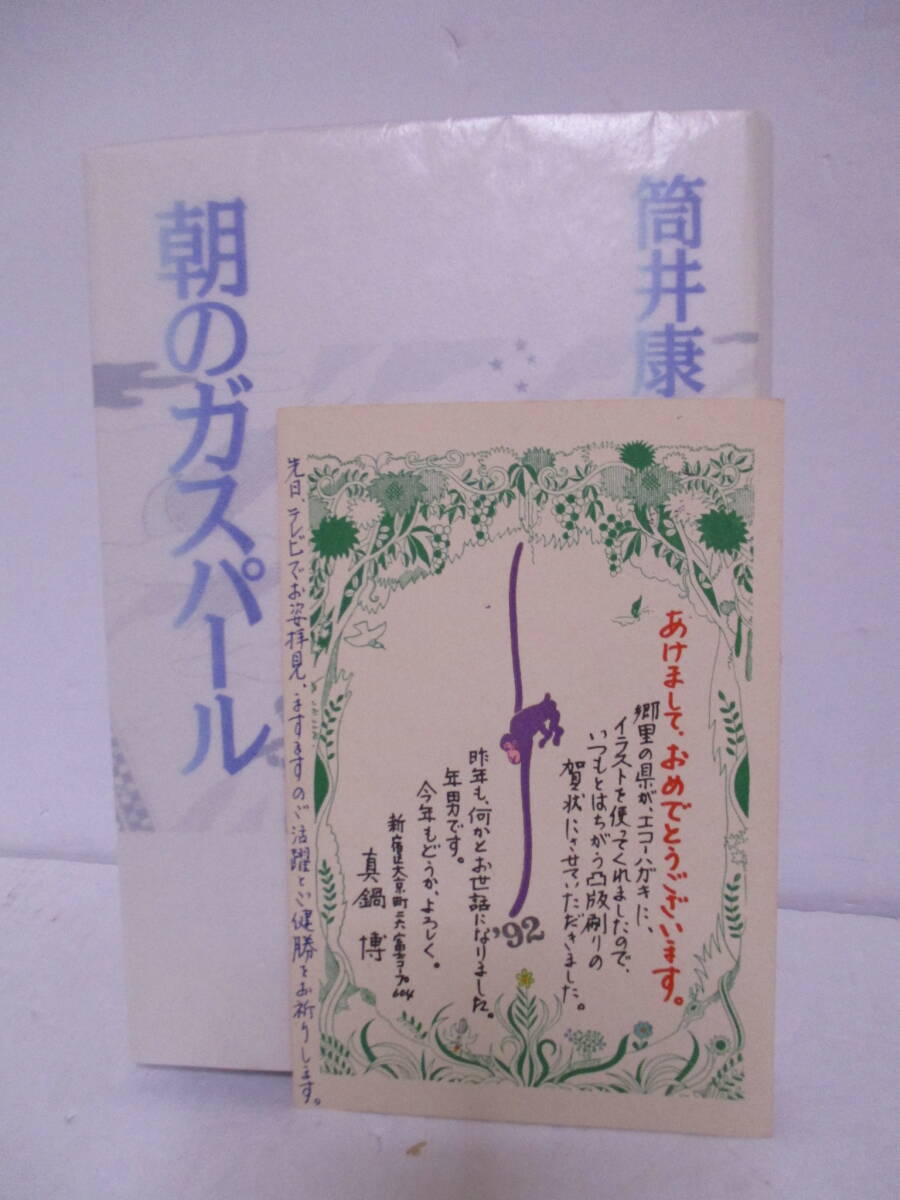 筒井康
朝のガスパール
あけまして、おめでとうございます。
郷里の県が、エコーハガキに、
イラストを使ってくれましたので、
いつもとはちがう凸版刷りの
賀状にさせていただきました。
'92
昨年も、何かとお世話になりました。
年男です。
今年もどうか、よろしく。
新宿区大京町
604
真鍋 博
先日、テレビでお姿拝見、ますますのご活躍とご健勝をお祈りします。